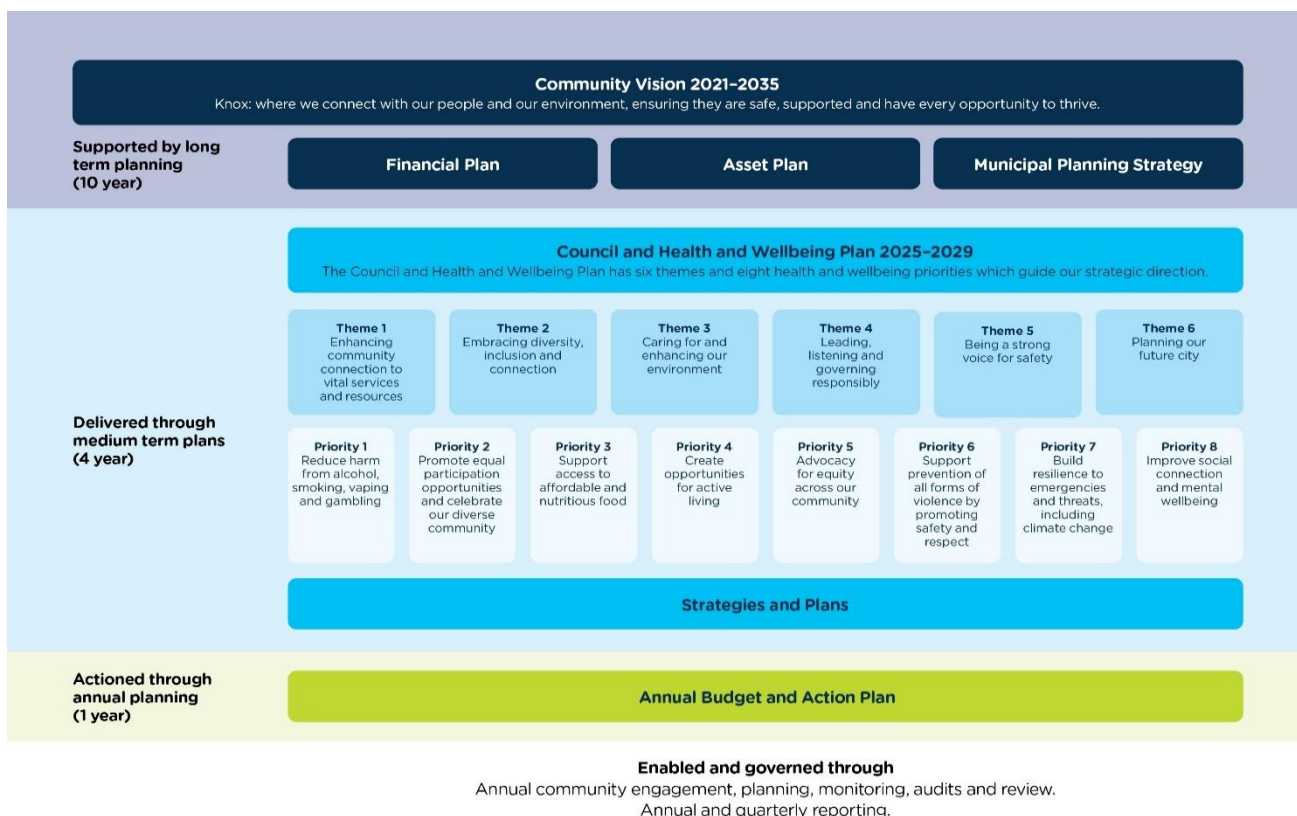 Community Vision 2021–2035
Knox: where we connect with our people and our environment, ensuring they are safe, supported and have every opportunity to thrive.
Supported by long
term planning
(10 year)
Financial Plan
Asset Plan
Municipal Planning Strategy
Council and Health and Wellbeing Plan 2025–2029
The Council and Health and Wellbeing Plan has six themes and eight health and wellbeing priorities which guide our strategic direction.
Delivered through
medium term plans
(4 year)
Theme 1
Enhancing
community
connection to
vital services
and resources
Theme 2
Embracing diversity,
inclusion and
connection
Theme 3
Caring for and
enhancing our
environment
Theme 4
Leading,
listening and
governing
responsibly
Theme 5
Being a strong
voice for safety
Theme 6
Planning our
future city
Priority 1
Reduce harm
from alcohol,
smoking, vaping
and gambling
Priority 2
Promote equal
participation
opportunities
and celebrate
our diverse
community
Priority 3
Support
access to
affordable and
nutritious food
Priority 4
Create
opportunities
for active
living
Priority 5
Advocacy
for equity
across our
community
Priority 6
Support
prevention of
all forms of
violence by
promoting
safety and
respect
Priority 7
Build
resilience to
emergencies
and threats,
including
climate change
Priority 8
Improve social
connection
and mental
wellbeing
Strategies and Plans
Actioned through
annual planning
(1 year)
Annual Budget and Action Plan
Enabled and governed through
Annual community engagement, planning, monitoring, audits and review.
Annual and quarterly reporting.